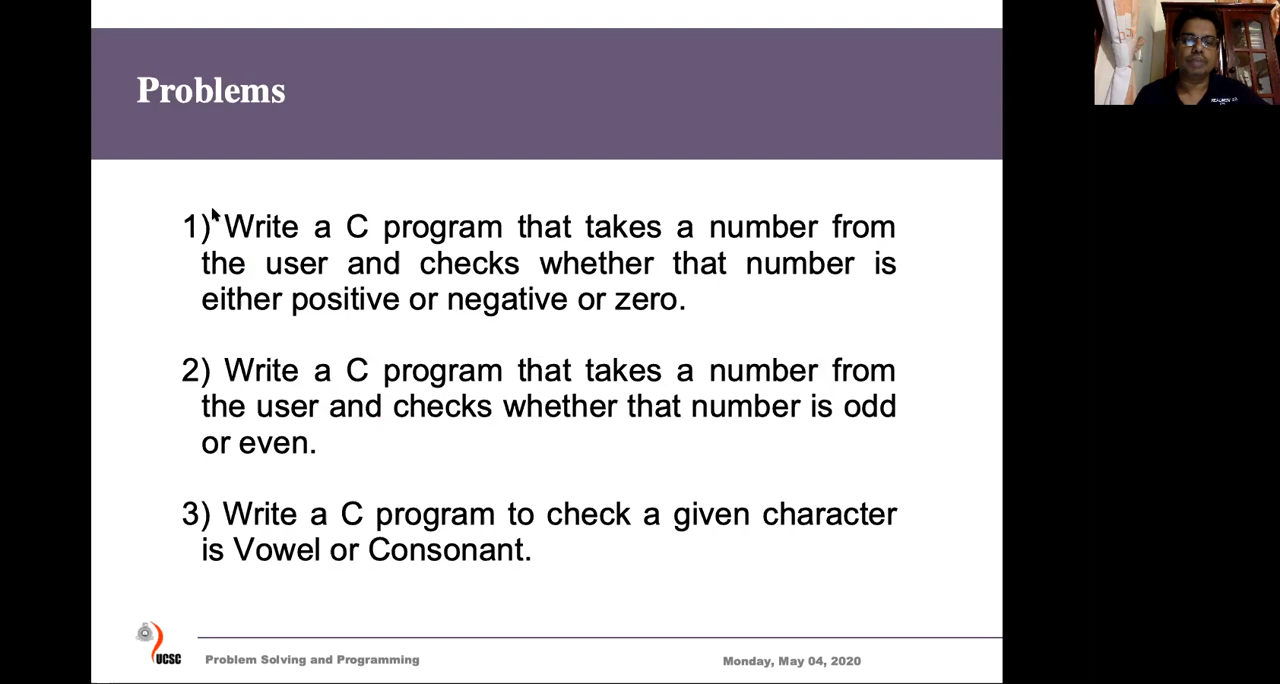 Problems
1) Write a C program that takes a number from
the user and checks whether that number is
either positive or negative or zero.
2) Write a C program that takes a number from
the user and checks whether that number is odd
or even.
3) Write a C program to check a given character
is Vowel or Consonant.
UCSC
Problem Solving and Programming
Monday, May 04, 2020